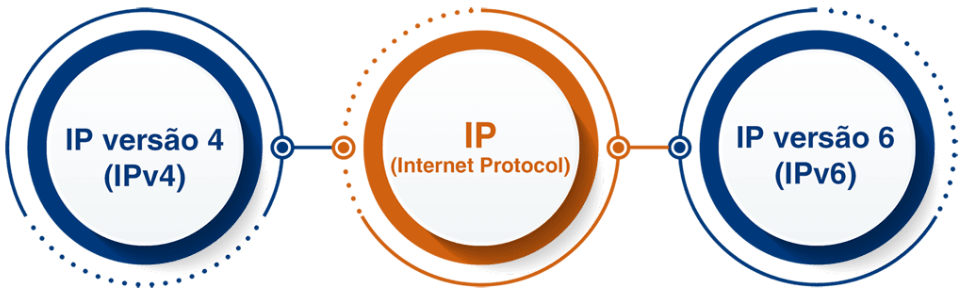 IP versão 4
(IPv4)
IP
(Internet Protocol)
IP versão 6
(IPv6)